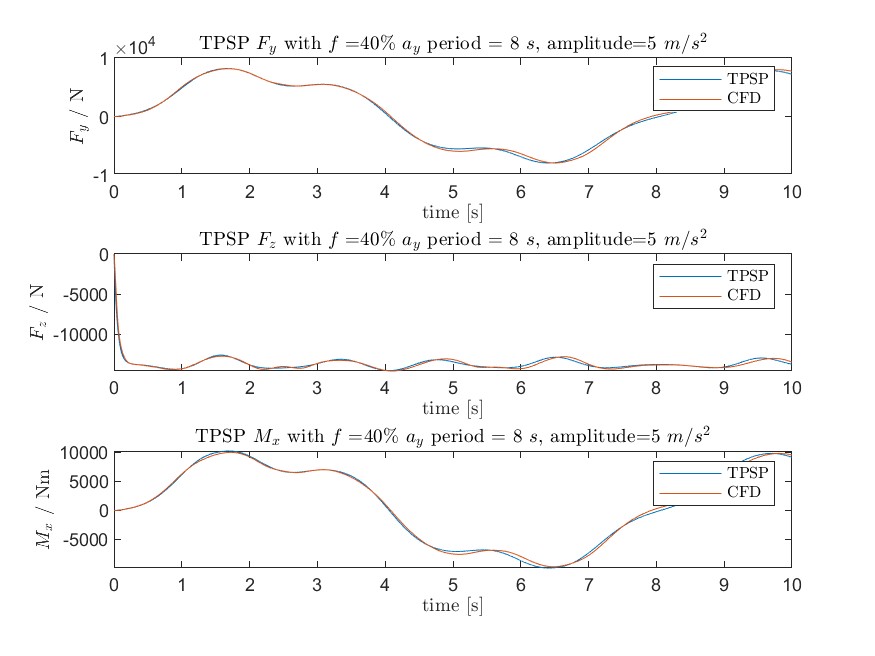 TPSP F_y with f =40% a_y period = 8 s, amplitude=5 m/s^2
×10^4
1
0
-1
F_y / N
TPSP
CFD
0 1 2 3 4 5 6 7 8 9 10
time [s]
TPSP F_z with f =40% a_y period = 8 s, amplitude=5 m/s^2
0
-5000
-10000
F_z / N
TPSP
CFD
0 1 2 3 4 5 6 7 8 9 10
time [s]
TPSP M_x with f =40% a_y period = 8 s, amplitude=5 m/s^2
10000
5000
0
-5000
M_x / Nm
TPSP
CFD
0 1 2 3 4 5 6 7 8 9 10
time [s]